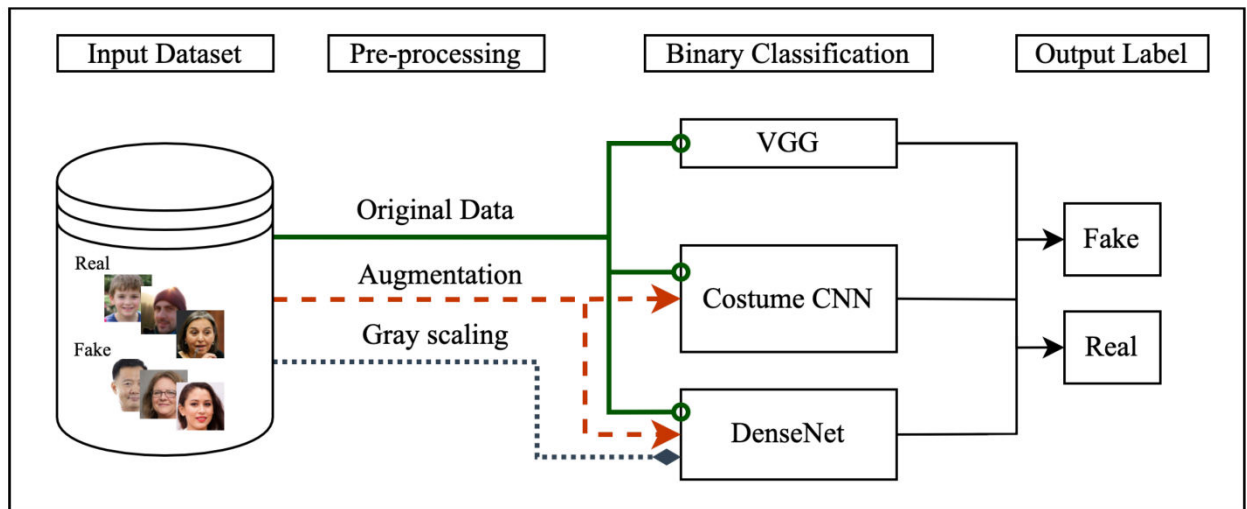 Input Dataset
Pre-processing
Binary Classification
Output Label
VGG
Original Data
Fake
Real
Augmentation
Costume CNN
Gray scaling
Real
Fake
DenseNet